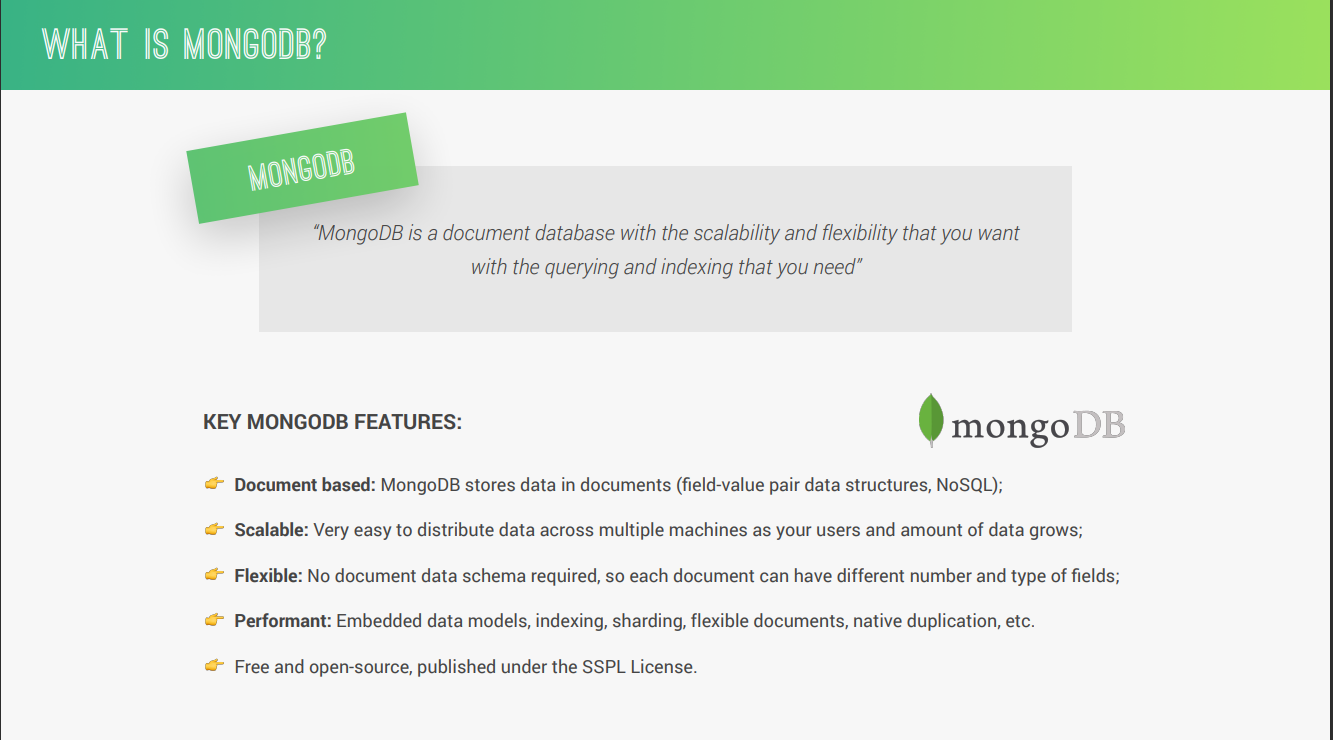 WHAT IS MONGODB?
MONGODB
“MongoDB is a document database with the scalability and flexibility that you want
with the querying and indexing that you need”
KEY MONGODB FEATURES:
mongoDB
👉 Document based: MongoDB stores data in documents (field-value pair data structures, NoSQL);
👉 Scalable: Very easy to distribute data across multiple machines as your users and amount of data grows;
👉 Flexible: No document data schema required, so each document can have different number and type of fields;
👉 Performant: Embedded data models, indexing, sharding, flexible documents, native duplication, etc.
👉 Free and open-source, published under the SSPL License.